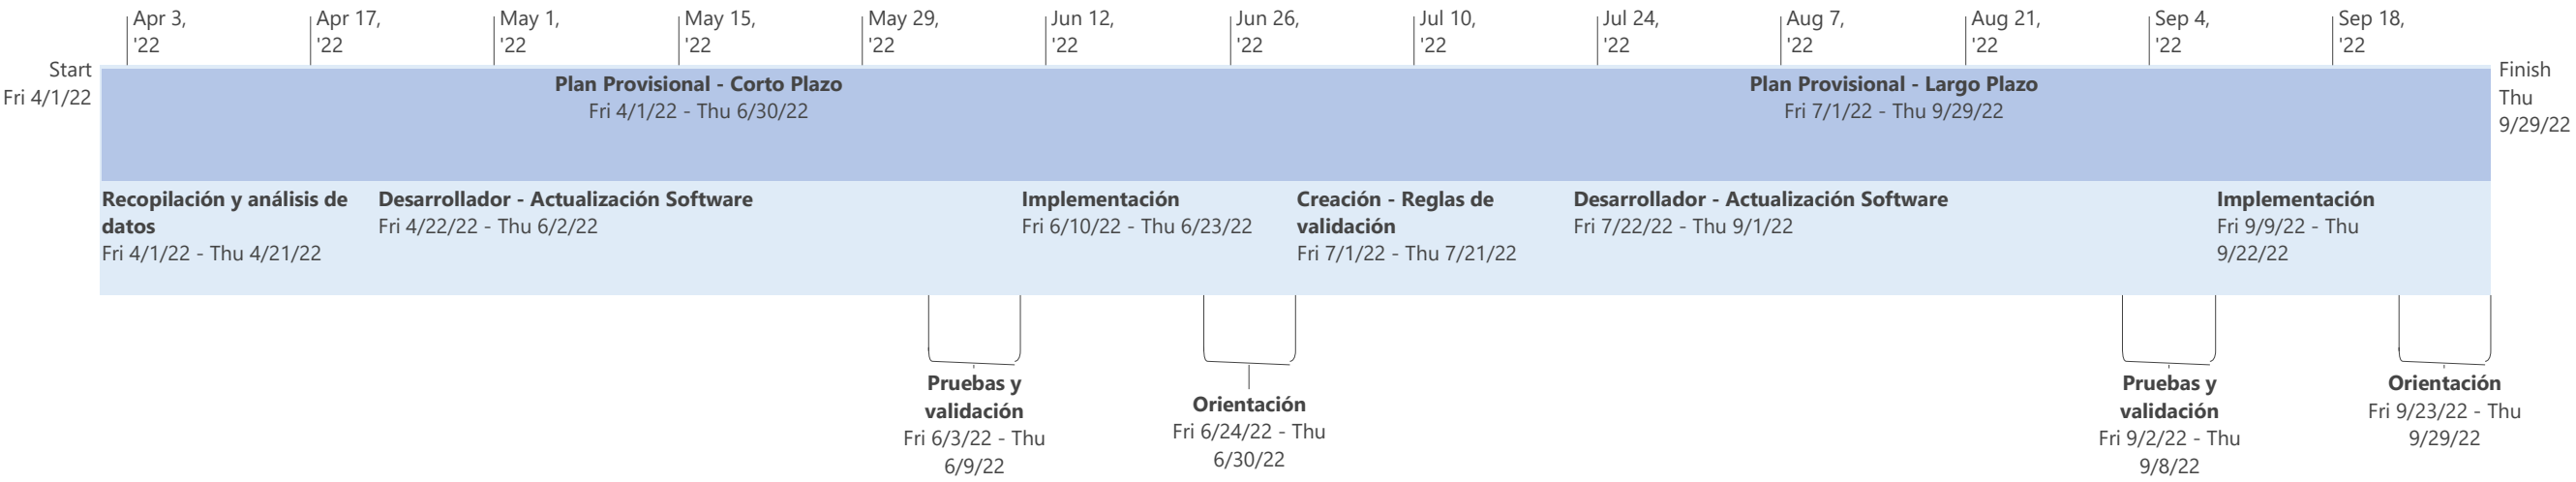 Apr 3,
'22
Apr 17,
'22
May 1,
'22
May 15,
'22
May 29,
'22
Jun 12,
'22
Jun 26,
'22
Jul 10,
'22
Jul 24,
'22
Aug 7,
'22
Aug 21,
'22
Sep 4,
'22
Sep 18,
'22
Start
Fri 4/1/22
Plan Provisional - Corto Plazo
Fri 4/1/22 - Thu 6/30/22
Plan Provisional - Largo Plazo
Fri 7/1/22 - Thu 9/29/22
Finish
Thu
9/29/22
Recopilación y análisis de
datos
Fri 4/1/22 - Thu 4/21/22
Desarrollador - Actualización Software
Fri 4/22/22 - Thu 6/2/22
Implementación
Fri 6/10/22 - Thu 6/23/22
Creación - Reglas de
validación
Fri 7/1/22 - Thu 7/21/22
Desarrollador - Actualización Software
Fri 7/22/22 - Thu 9/1/22
Implementación
Fri 9/9/22 - Thu
9/22/22
Pruebas y
validación
Fri 6/3/22 - Thu
6/9/22
Orientación
Fri 6/24/22 - Thu
6/30/22
Pruebas y
validación
Fri 9/2/22 - Thu
9/8/22
Orientación
Fri 9/23/22 - Thu
9/29/22